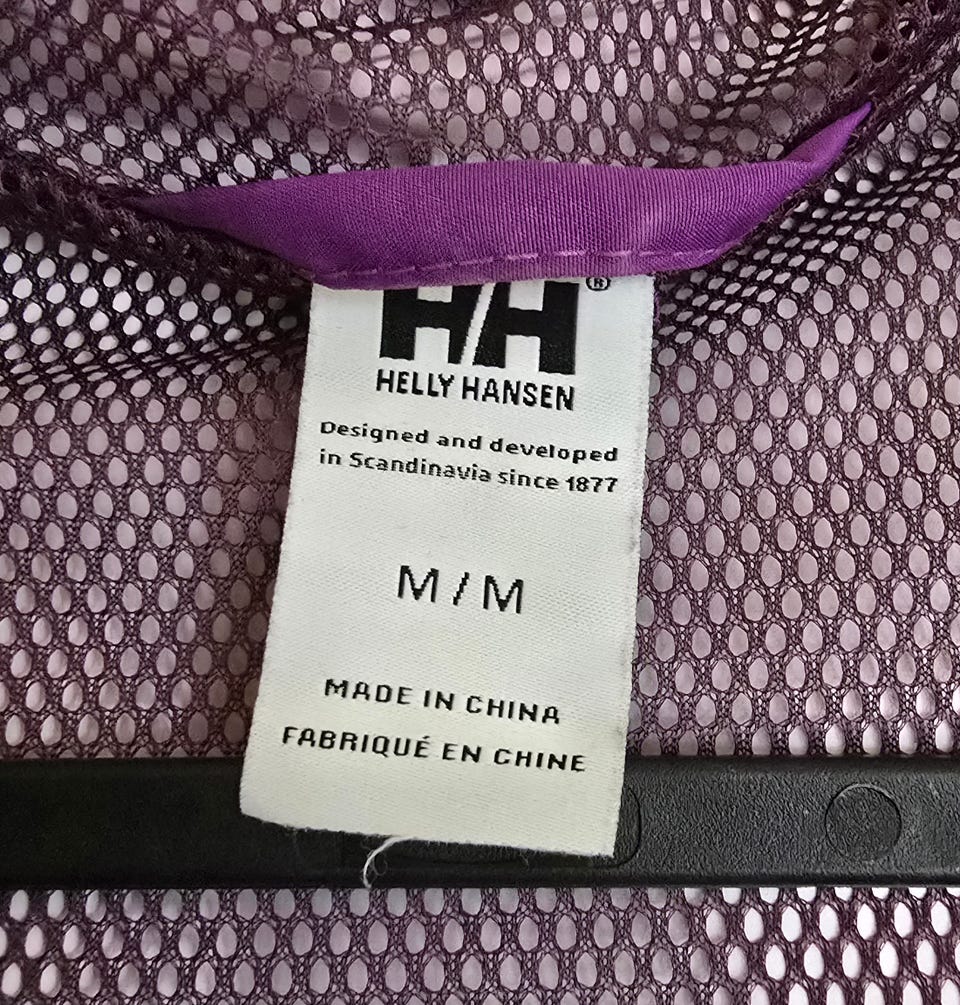 HH®
HELLY HANSEN
Designed and developed
in Scandinavia since 1877
M / M
MADE IN CHINA
FABRIQUÉ EN CHINE